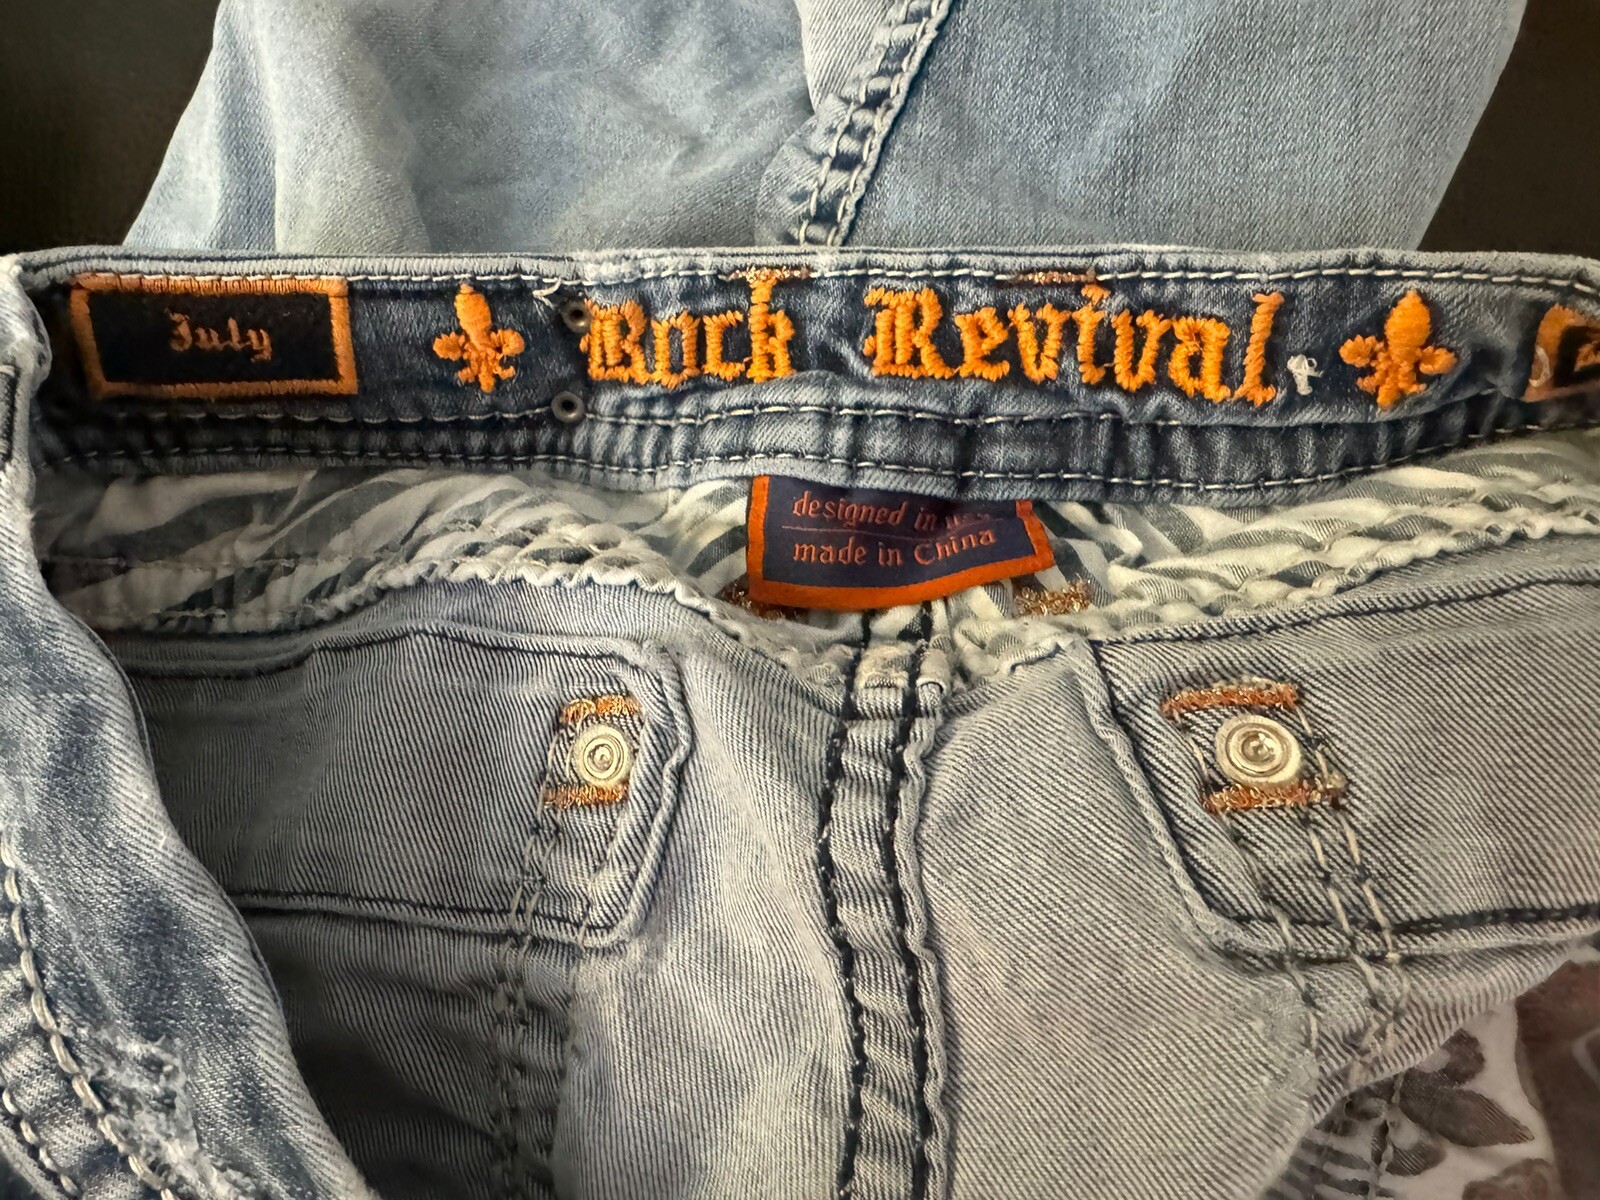 July
Rock Revival
designed in
made in China